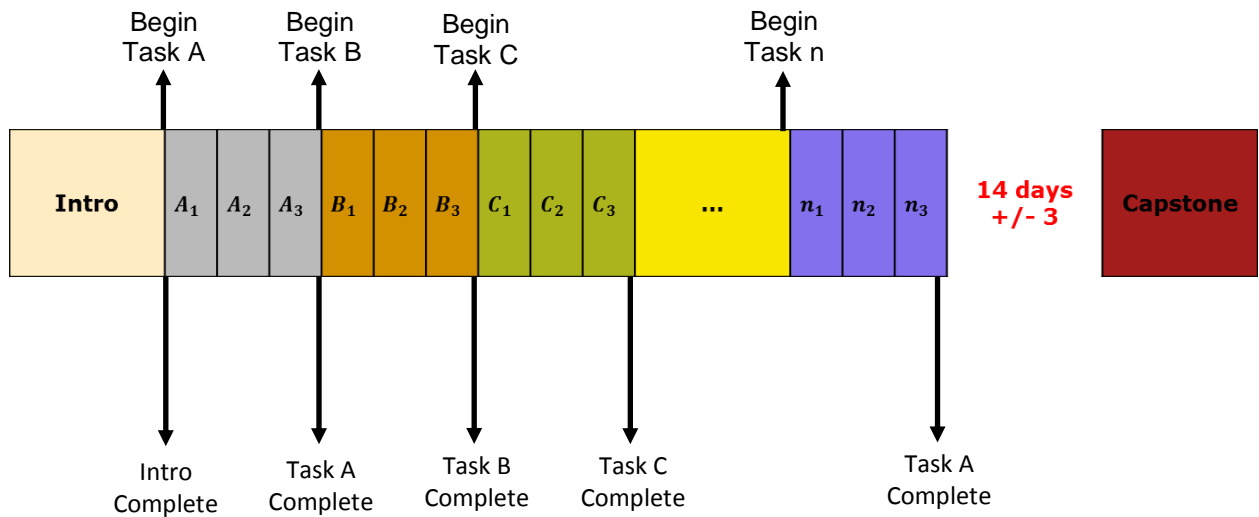 Begin
Task A
Begin
Task B
Begin
Task C
Begin
Task n
Intro
A₁
A₂
A₃
B₁
B₂
B₃
C₁
C₂
C₃
...
n₁
n₂
n₃
14 days
+/- 3
Capstone
Intro
Complete
Task A
Complete
Task B
Complete
Task C
Complete
Task A
Complete